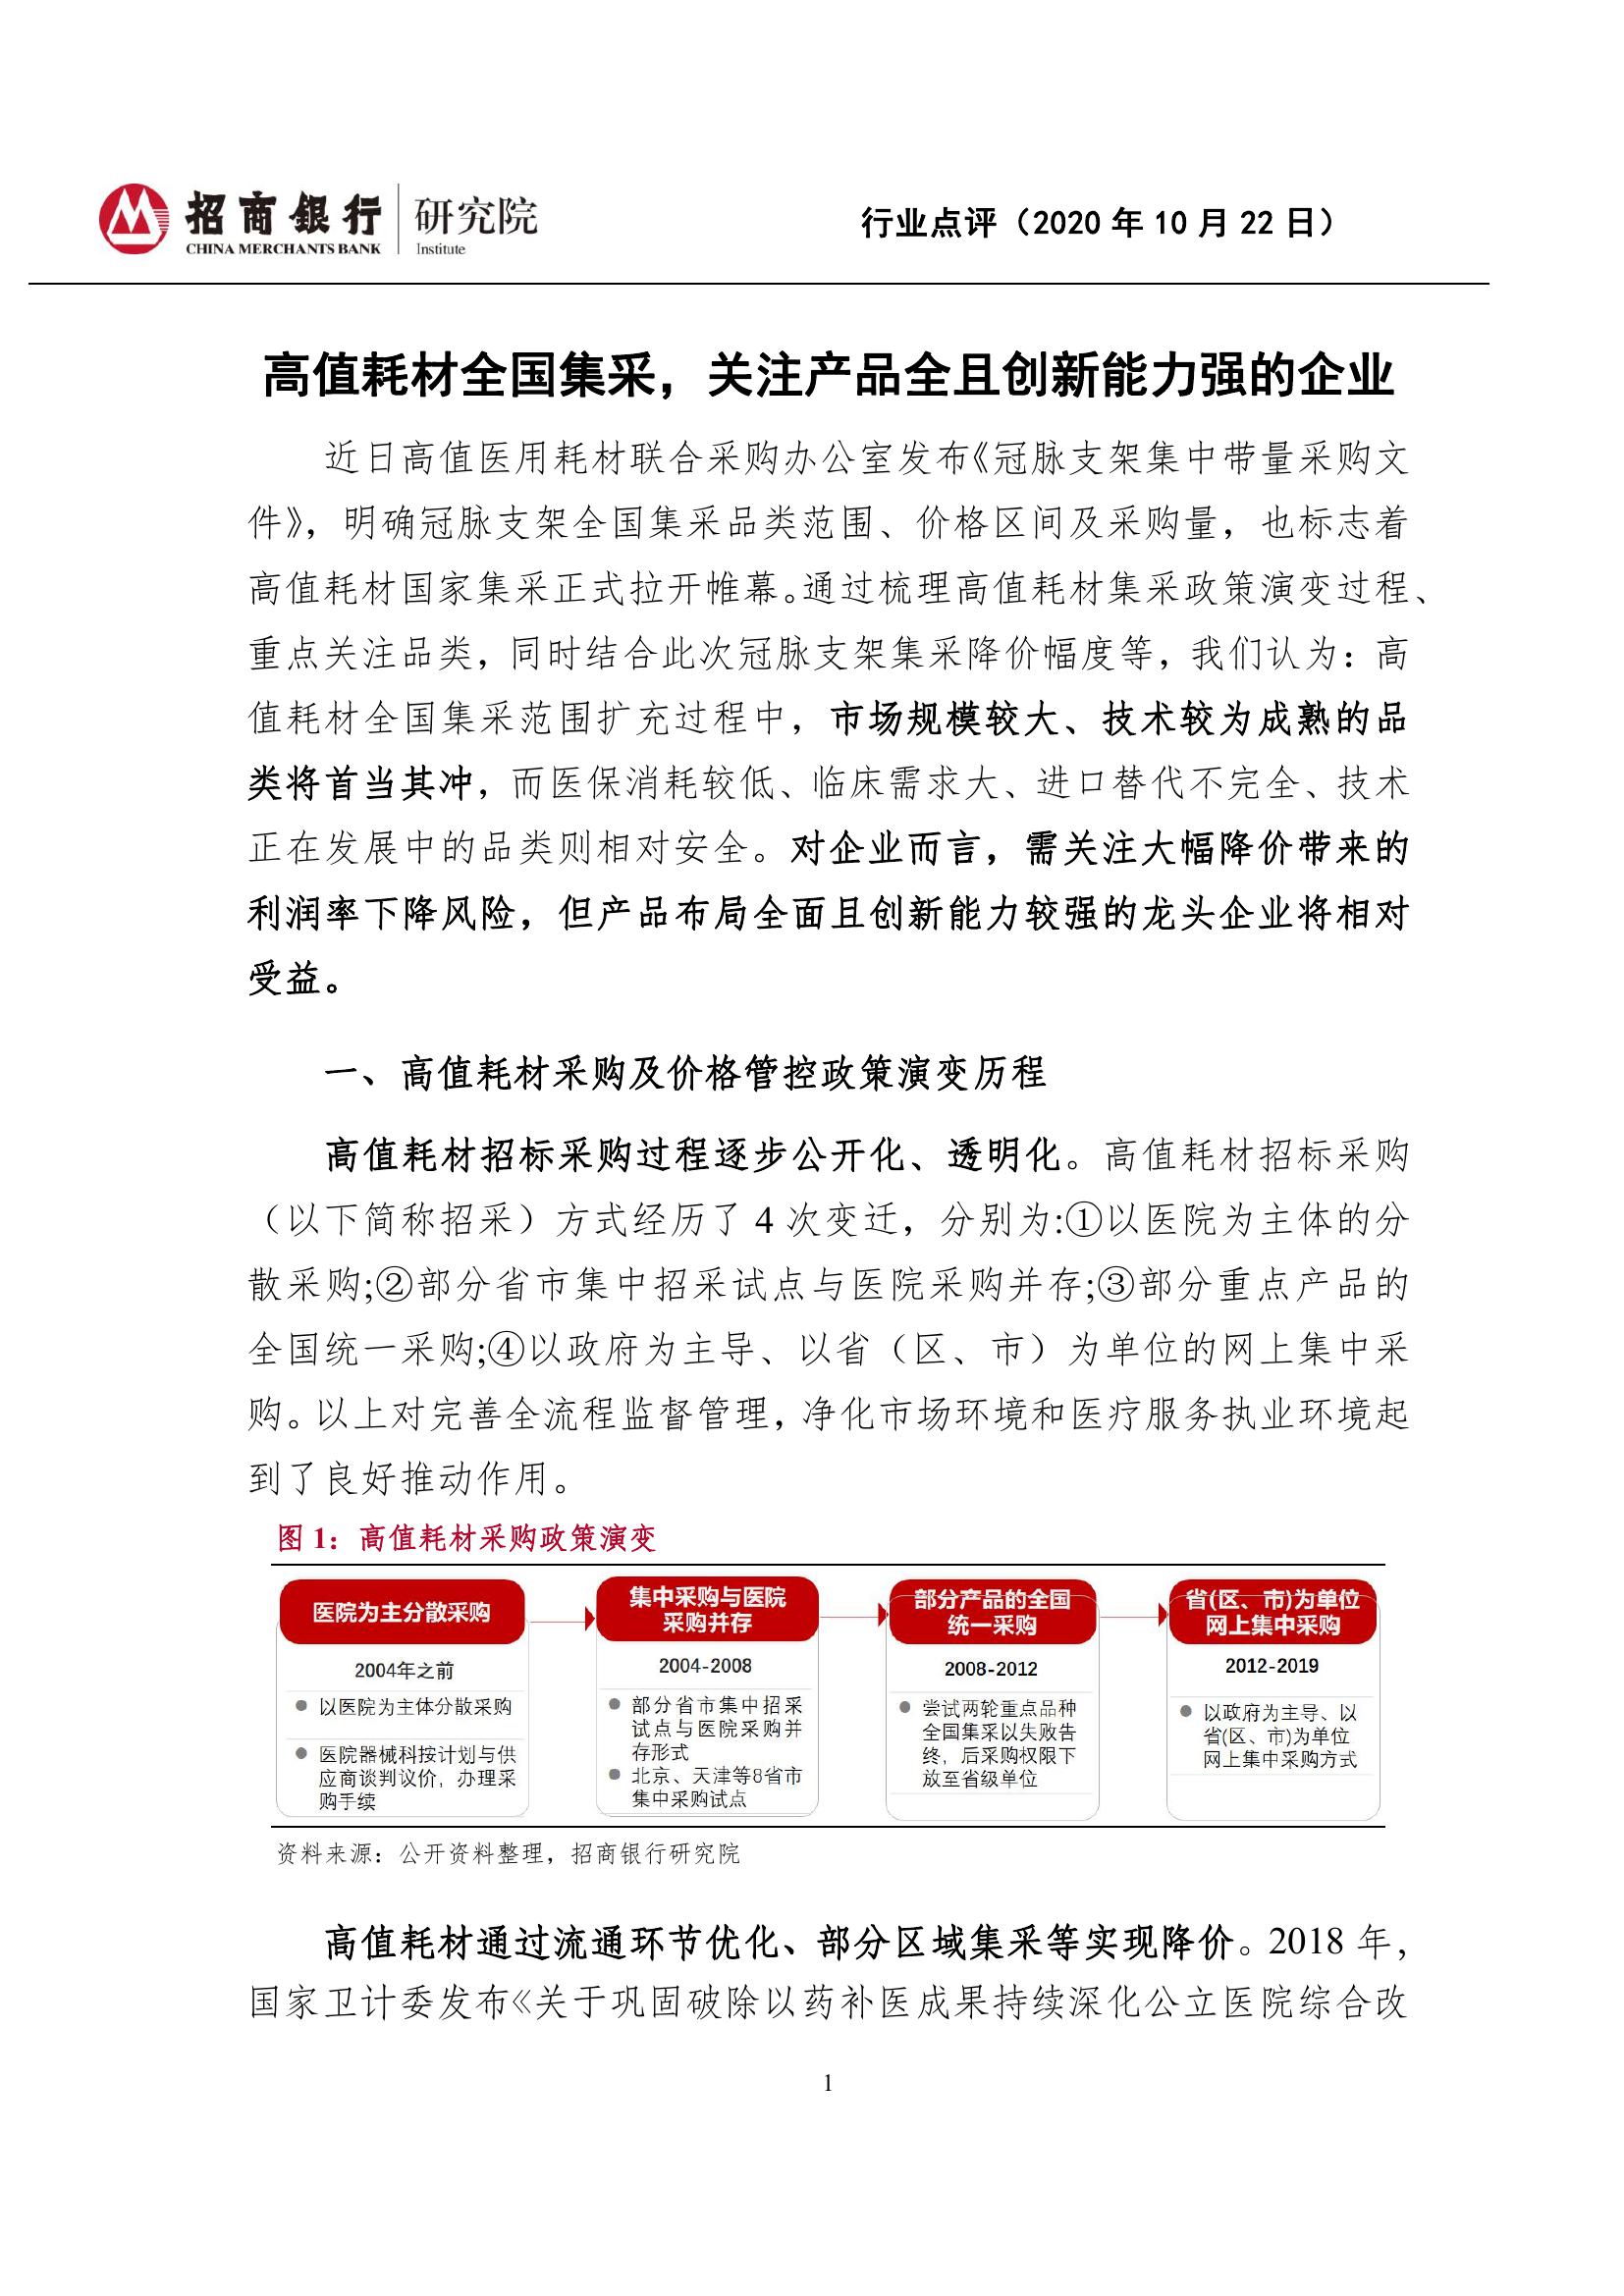 招商銀行 研究院
CHINA MERCHANTS BANK Institute
行业点评（2020 年 10 月 22 日）
高值耗材全国集采，关注产品全且创新能力强的企业
近日高值医用耗材联合采购办公室发布《冠脉支架集中带量采购文
件》，明确冠脉支架全国集采品类范围、价格区间及采购量，也标志着
高值耗材国家集采正式拉开帷幕。通过梳理高值耗材集采政策演变过程、
重点关注品类，同时结合此次冠脉支架集采降价幅度等，我们认为：高
值耗材全国集采范围扩充过程中，市场规模较大、技术较为成熟的品
类将首当其冲，而医保消耗较低、临床需求大、进口替代不完全、技术
正在发展中的品类则相对安全。对企业而言，需关注大幅降价带来的
利润率下降风险，但产品布局全面且创新能力较强的龙头企业将相对
受益。
一、高值耗材采购及价格管控政策演变历程
高值耗材招标采购过程逐步公开化、透明化。高值耗材招标采购
（以下简称招采）方式经历了 4 次变迁，分别为:①以医院为主体的分
散采购;②部分省市集中招采试点与医院采购并存;③部分重点产品的
全国统一采购;④以政府为主导、以省（区、市）为单位的网上集中采
购。以上对完善全流程监督管理，净化市场环境和医疗服务执业环境起
到了良好推动作用。
图 1：高值耗材采购政策演变
医院为主分散采购
2004年之前
● 以医院为主体分散采购
● 医院器械科按计划与供
应商谈判议价，办理采
购手续
集中采购与医院
采购并存
2004-2008
● 部分省市集中招采
试点与医院采购并
存形式
● 北京、天津等8省市
集中采购试点
部分产品的全国
统一采购
2008-2012
● 尝试两轮重点品种
全国集采以失败告
终，后采购权限下
放至省级单位
省(区、市)为单位
网上集中采购
2012-2019
● 以政府为主导、以
省(区、市)为单位
网上集中采购方式
资料来源：公开资料整理，招商银行研究院
高值耗材通过流通环节优化、部分区域集采等实现降价。2018 年，
国家卫计委发布《关于巩固破除以药补医成果持续深化公立医院综合改
1